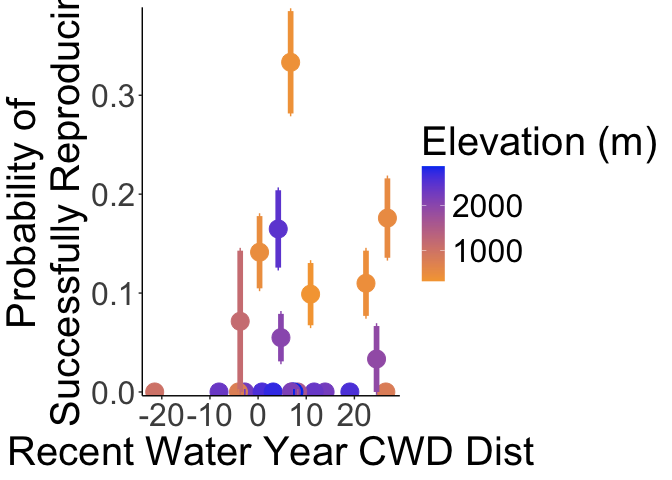 Probability of
Successfully Reproducin
0.3
0.2
0.1
0.0
-20 -10 0 10 20
Recent Water Year CWD Dist
Elevation (m)
2000
1000